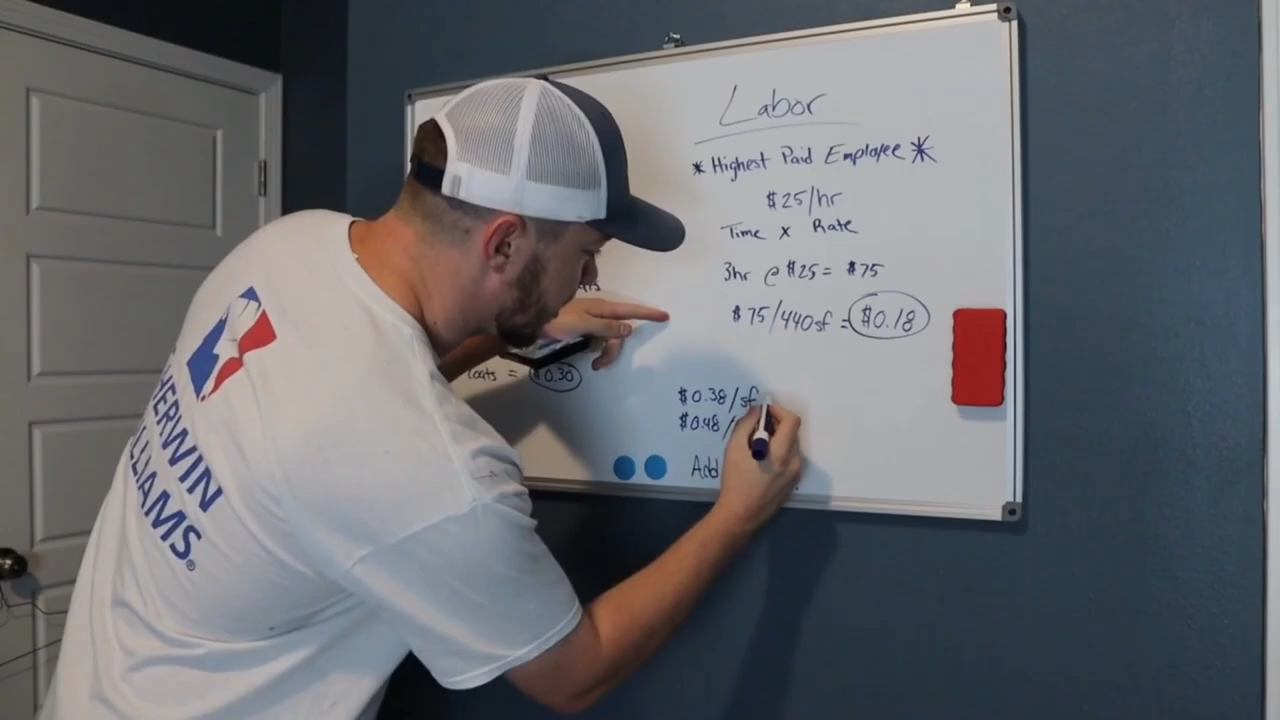 Labor
* Highest Paid Employee *
$25/hr
Time x Rate
3hr @ $25 = $75
$75/440sf = $0.18
= $0.30
$0.38/sf
$0.48/
Add
SHERWIN
WILLIAMS®